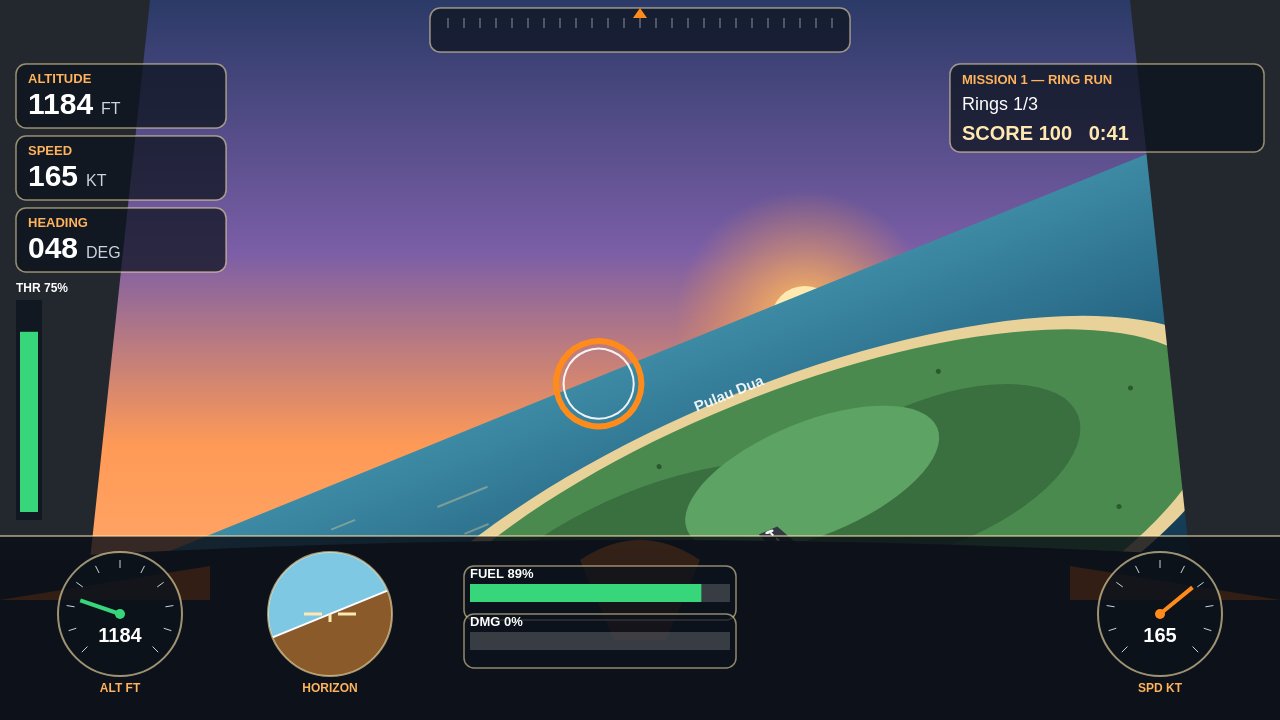 ALTITUDE
1184 FT
SPEED
165 KT
HEADING
048 DEG
THR 75%
MISSION 1 — RING RUN
Rings 1/3
SCORE 100 0:41
Pulau Dua
1184
ALT FT
HORIZON
FUEL 89%
DMG 0%
165
SPD KT